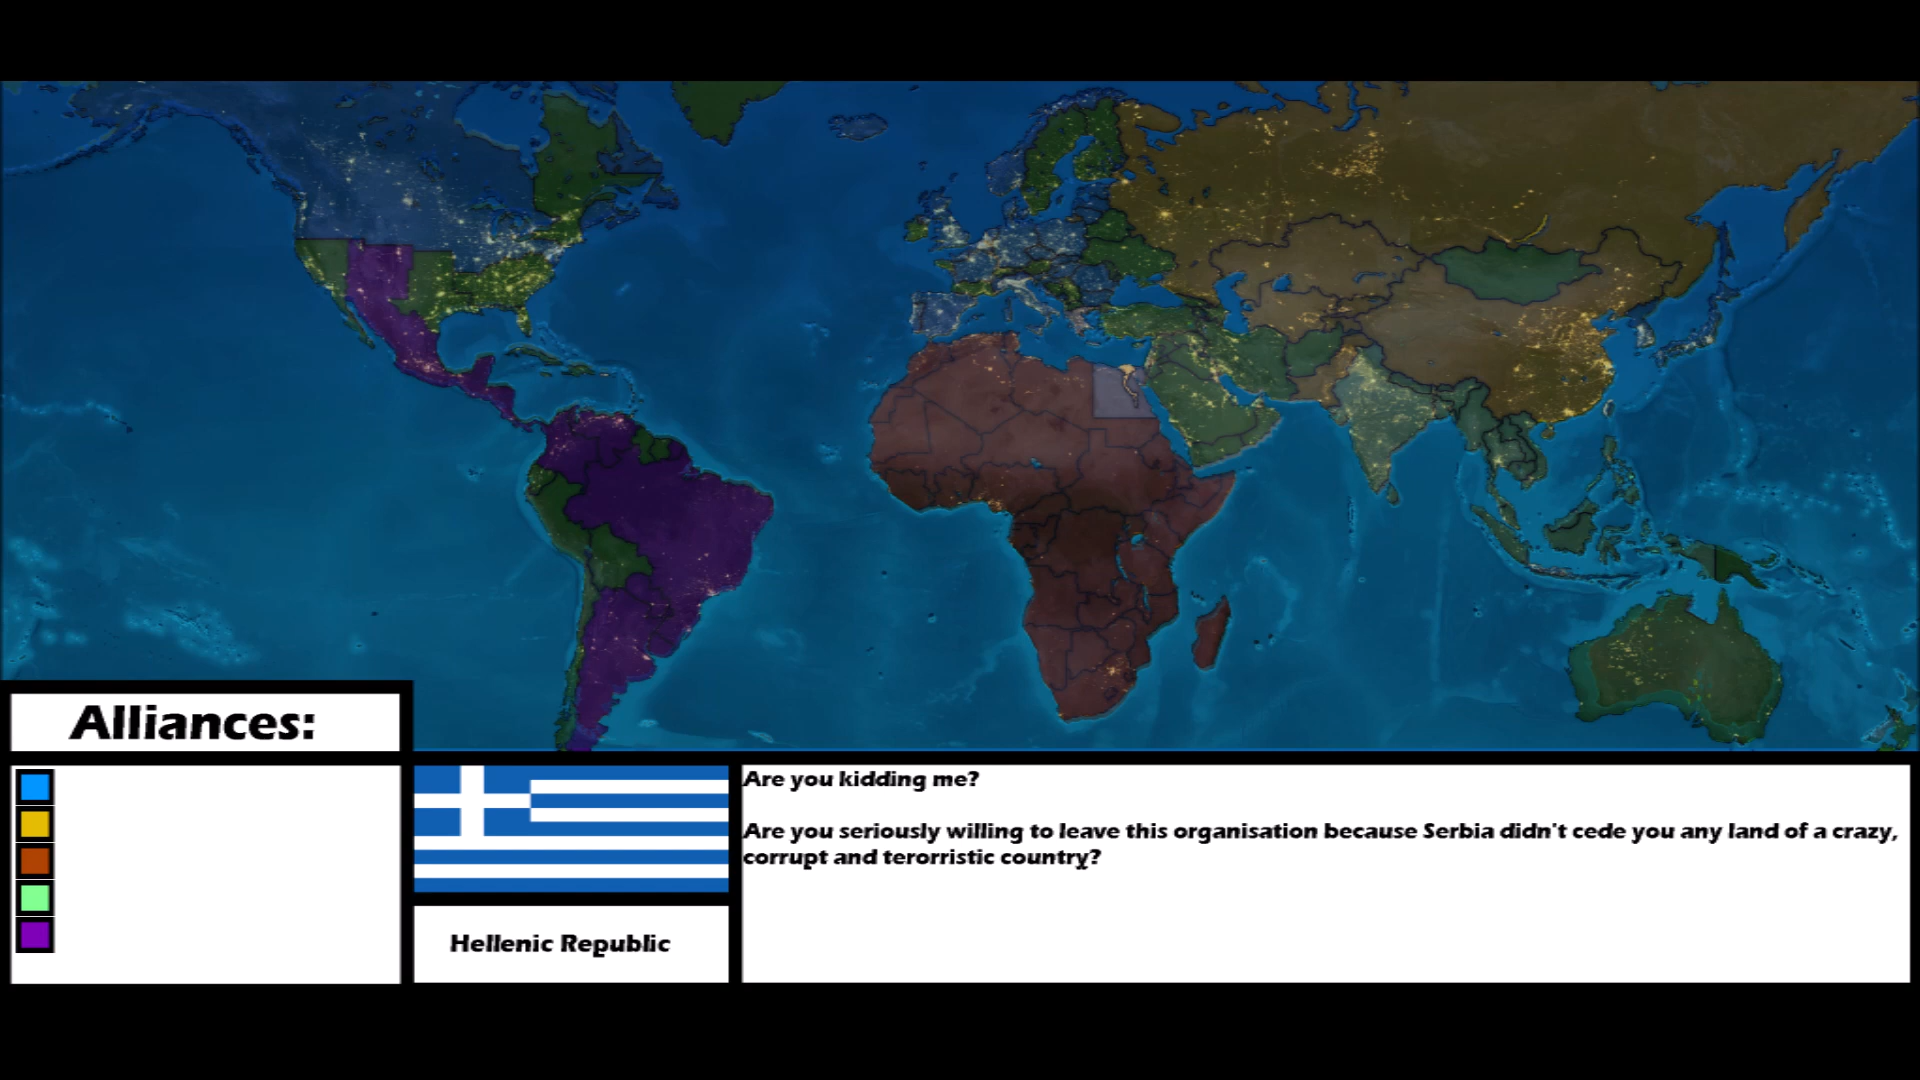 Alliances:
Are you kidding me?
Are you seriously willing to leave this organisation because Serbia didn't cede you any land of a crazy,
corrupt and terorristic country?
Hellenic Republic